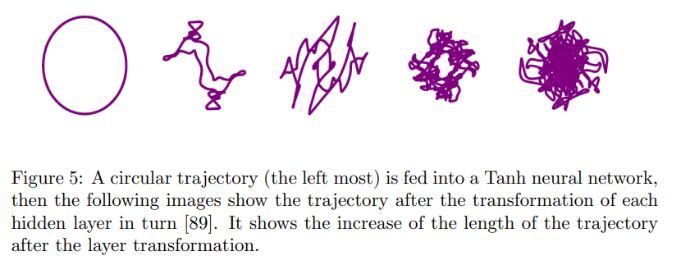 Figure 5: A circular trajectory (the left most) is fed into a Tanh neural network,
then the following images show the trajectory after the transformation of each
hidden layer in turn [89]. It shows the increase of the length of the trajectory
after the layer transformation.